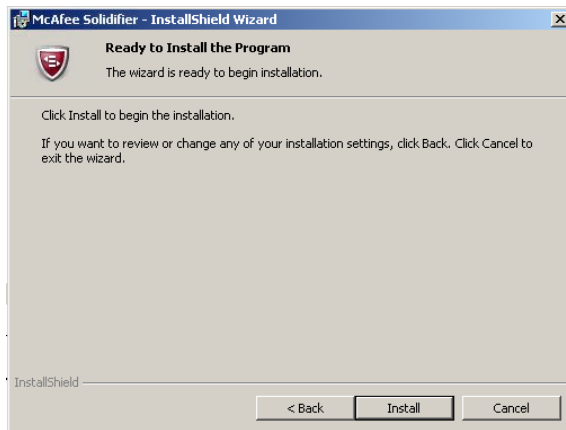 McAfee Solidifier - InstallShield Wizard
Ready to Install the Program
The wizard is ready to begin installation.
Click Install to begin the installation.
If you want to review or change any of your installation settings, click Back. Click Cancel to
exit the wizard.
InstallShield
< Back Install Cancel